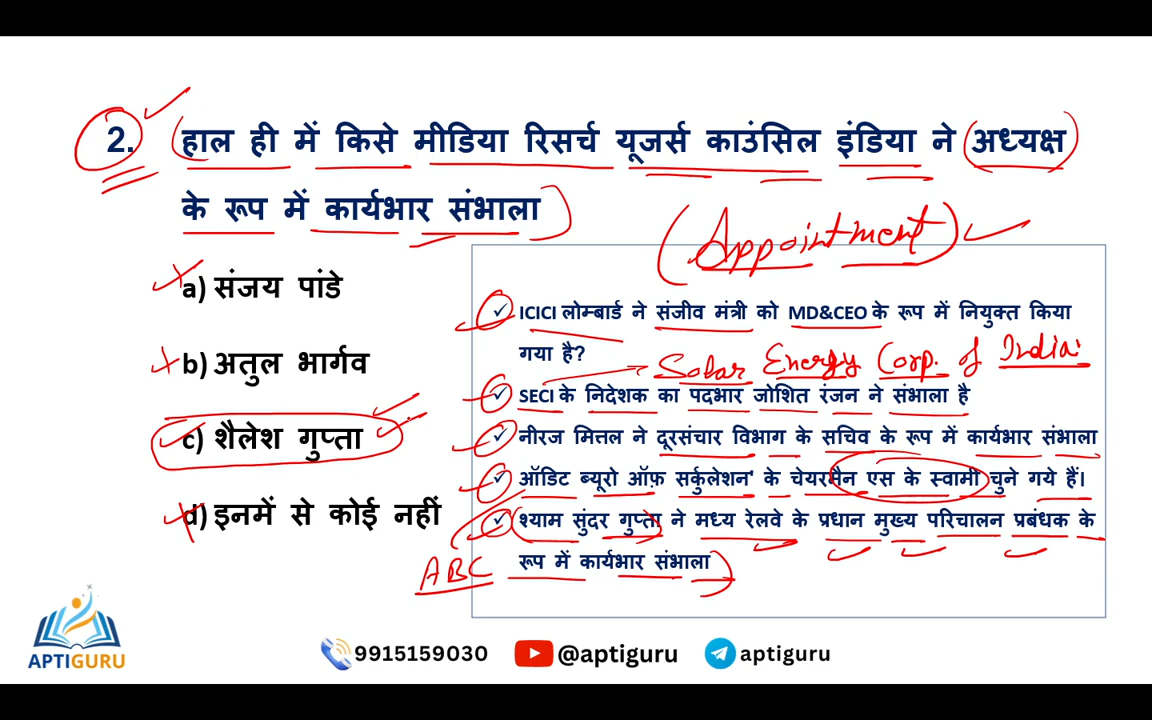 2. हाल ही में किसे मीडिया रिसर्च यूजर्स काउंसिल इंडिया ने अध्यक्ष
के रूप में कार्यभार संभाला
(Appointment)
a) संजय पांडे
b) अतुल भार्गव
c) शैलेश गुप्ता
d) इनमें से कोई नहीं
✓ ICICI लोम्बार्ड ने संजीव मंत्री को MD&CEO के रूप में नियुक्त किया
गया है?
Solar Energy Corp. of India
✓ SECI के निदेशक का पदभार जोशित रंजन ने संभाला है
✓ नीरज मित्तल ने दूरसंचार विभाग के सचिव के रूप में कार्यभार संभाला
✓ ऑडिट ब्यूरो ऑफ़ सर्कुलेशन' के चेयरमैन एस के स्वामी चुने गये हैं।
✓ श्याम सुंदर गुप्ता ने मध्य रेलवे के प्रधान मुख्य परिचालन प्रबंधक के
रूप में कार्यभार संभाला
ABC
APTIGURU
9915159030
@aptiguru
aptiguru